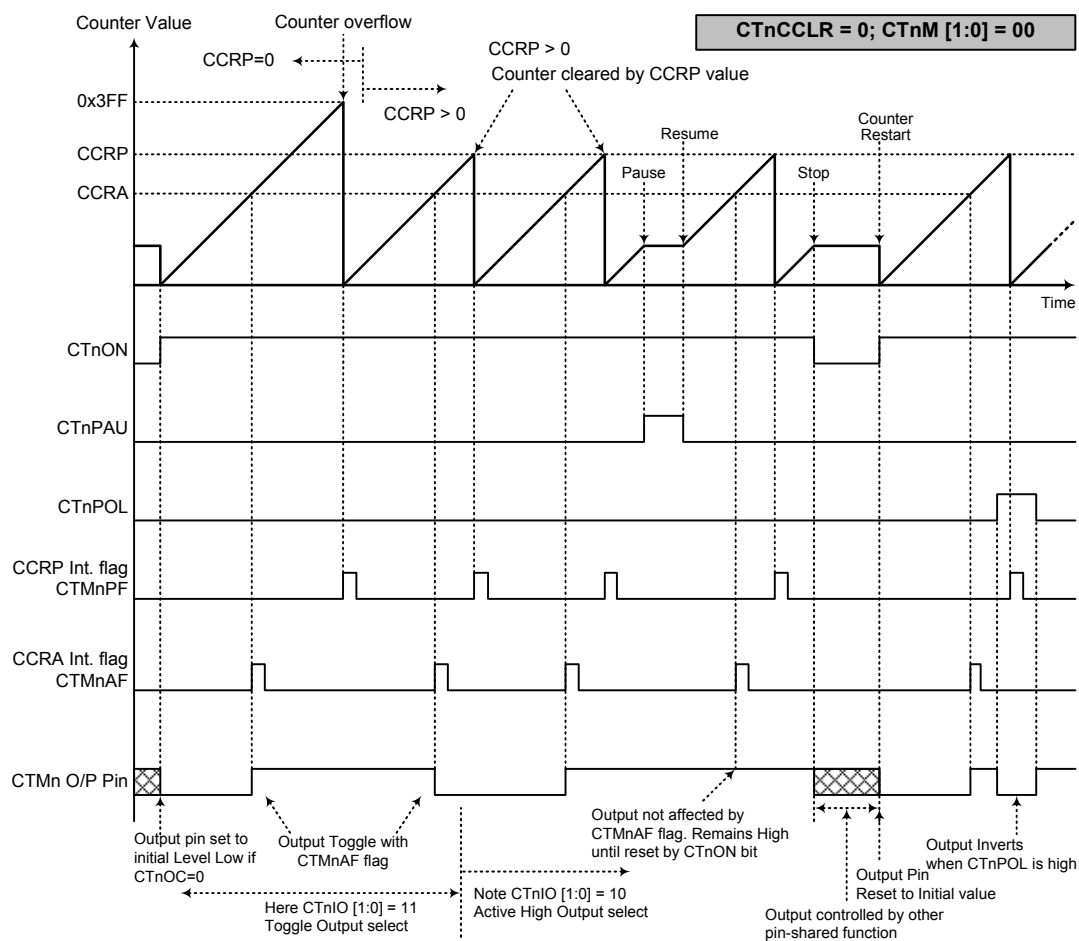 Counter Value
Counter overflow
CTnCCLR = 0; CTnM [1:0] = 00
CCRP=0
CCRP > 0
CCRP > 0
Counter cleared by CCRP value
0x3FF
CCRP
CCRA
Pause
Resume
Stop
Counter
Restart
Time
CTnON
CTnPAU
CTnPOL
CCRP Int. flag
CTMnPF
CCRA Int. flag
CTMnAF
CTMn O/P Pin
Output pin set to
initial Level Low if
CTnOC=0
Output Toggle with
CTMnAF flag
Output not affected by
CTMnAF flag. Remains High
until reset by CTnON bit
Output Inverts
when CTnPOL is high
Output Pin
Reset to Initial value
Output controlled by other
pin-shared function
Here CTnIO [1:0] = 11
Toggle Output select
Note CTnIO [1:0] = 10
Active High Output select